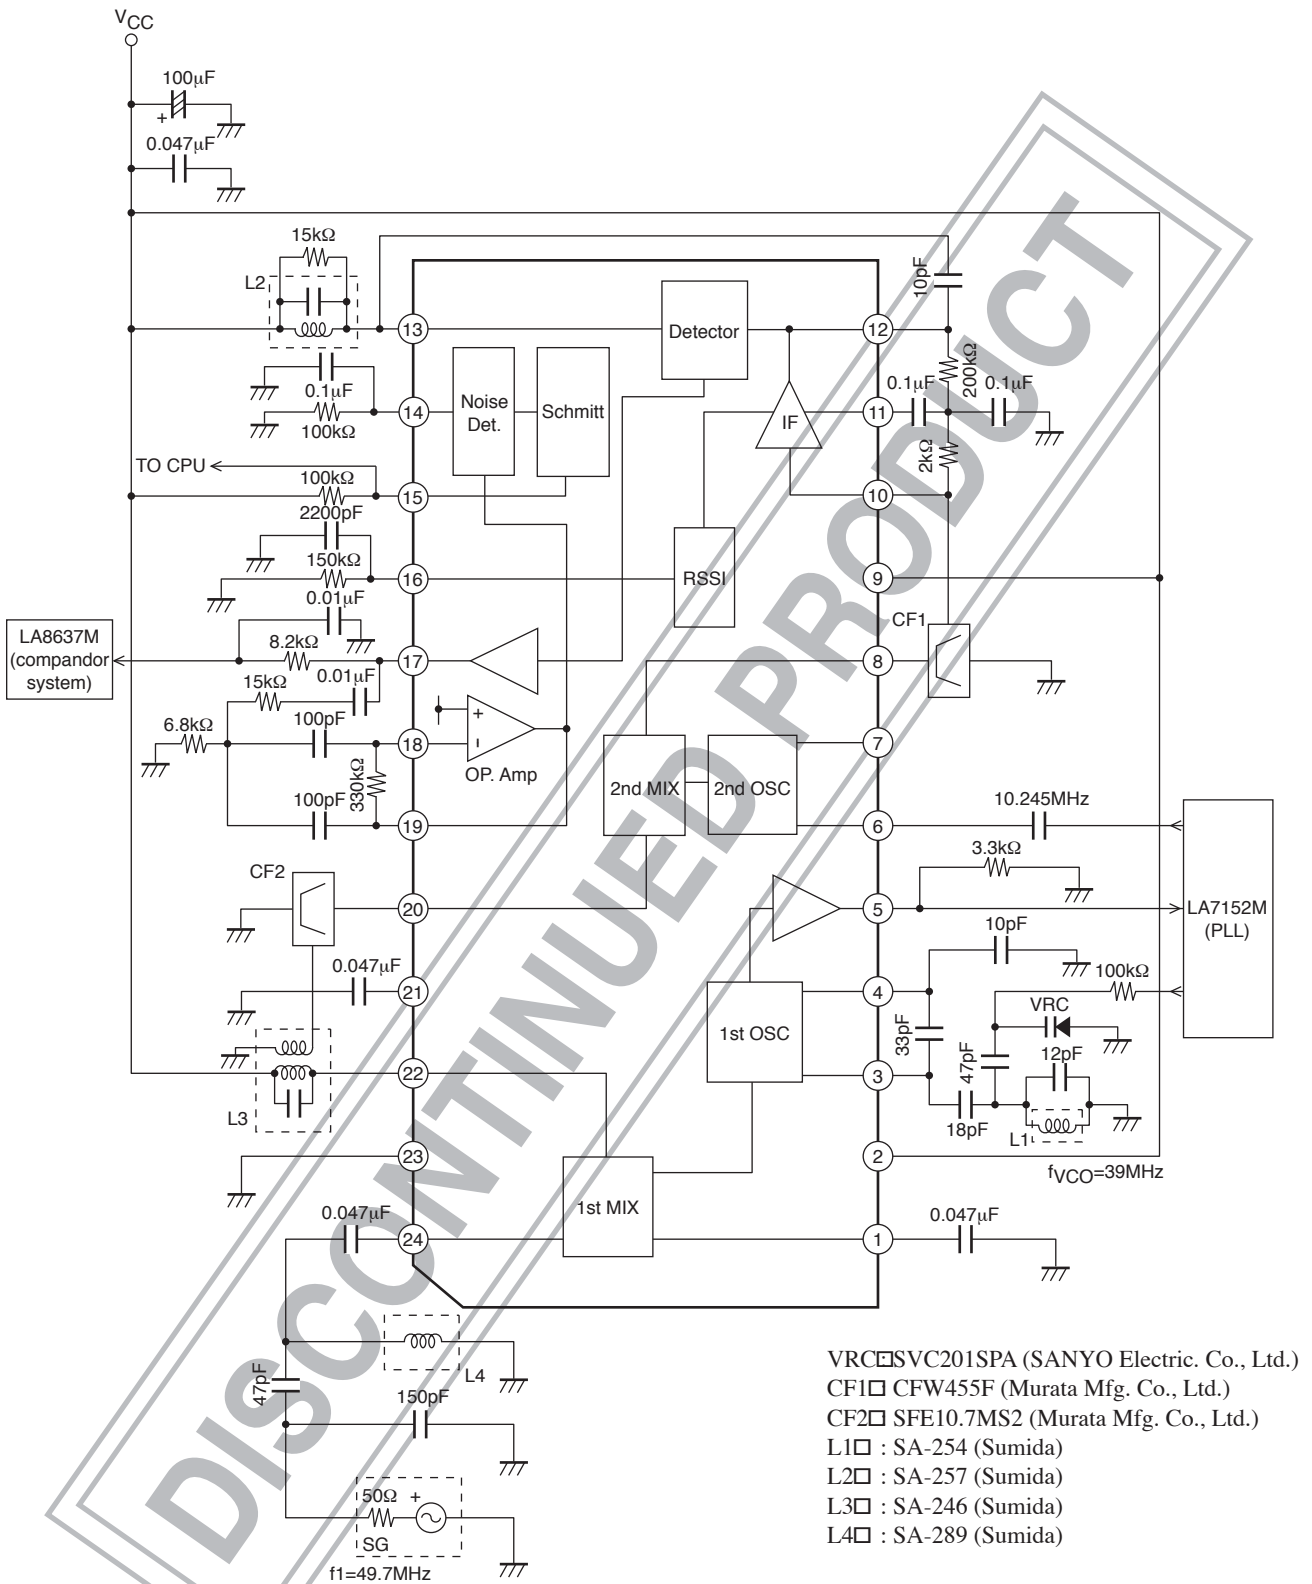 VCC
100μF
+
0.047μF
15kΩ
L2
10pF
13
Detector
12
200kΩ
0.1μF
0.1μF
0.1μF
14
Noise
Det.
Schmitt
IF
11
100kΩ
2kΩ
TO CPU
100kΩ
15
10
2200pF
150kΩ
16
RSSI
9
0.01μF
CF1
LA8637M
(compandor
system)
8.2kΩ
17
8
15kΩ
0.01μF
6.8kΩ
100pF
18
+
-
OP. Amp
7
330kΩ
2nd MIX
2nd OSC
100pF
19
6
10.245MHz
3.3kΩ
CF2
20
5
LA7152M
(PLL)
10pF
0.047μF
21
4
100kΩ
1st OSC
33pF
VRC
47pF
12pF
22
3
L3
18pF
L1
23
2
fVCO=39MHz
1st MIX
0.047μF
24
1
0.047μF
L4
47pF
150pF
50Ω
+
SG
f1=49.7MHz
VRC□SVC201SPA (SANYO Electric. Co., Ltd.)
CF1□ CFW455F (Murata Mfg. Co., Ltd.)
CF2□ SFE10.7MS2 (Murata Mfg. Co., Ltd.)
L1□ : SA-254 (Sumida)
L2□ : SA-257 (Sumida)
L3□ : SA-246 (Sumida)
L4□ : SA-289 (Sumida)
DISCONTINUED PRODUCT